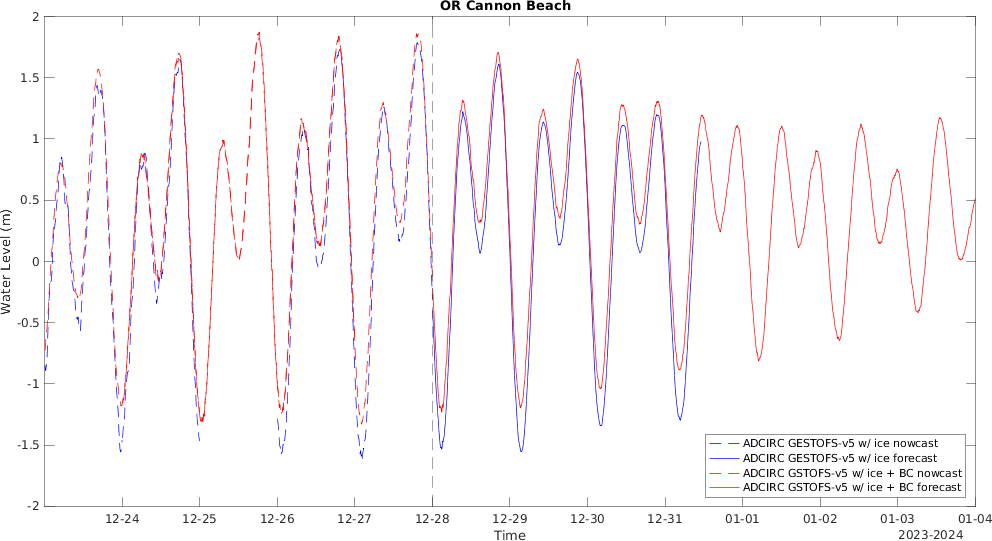 OR Cannon Beach
2
1.5
1
0.5
0
-0.5
-1
-1.5
-2
Water Level (m)
ADCIRC GESTOFS-v5 w/ ice nowcast
ADCIRC GESTOFS-v5 w/ ice forecast
ADCIRC GSTOFS-v5 w/ ice + BC nowcast
ADCIRC GSTOFS-v5 w/ ice + BC forecast
12-24 12-25 12-26 12-27 12-28 12-29 12-30 12-31 01-01 01-02 01-03 01-04
Time
2023-2024